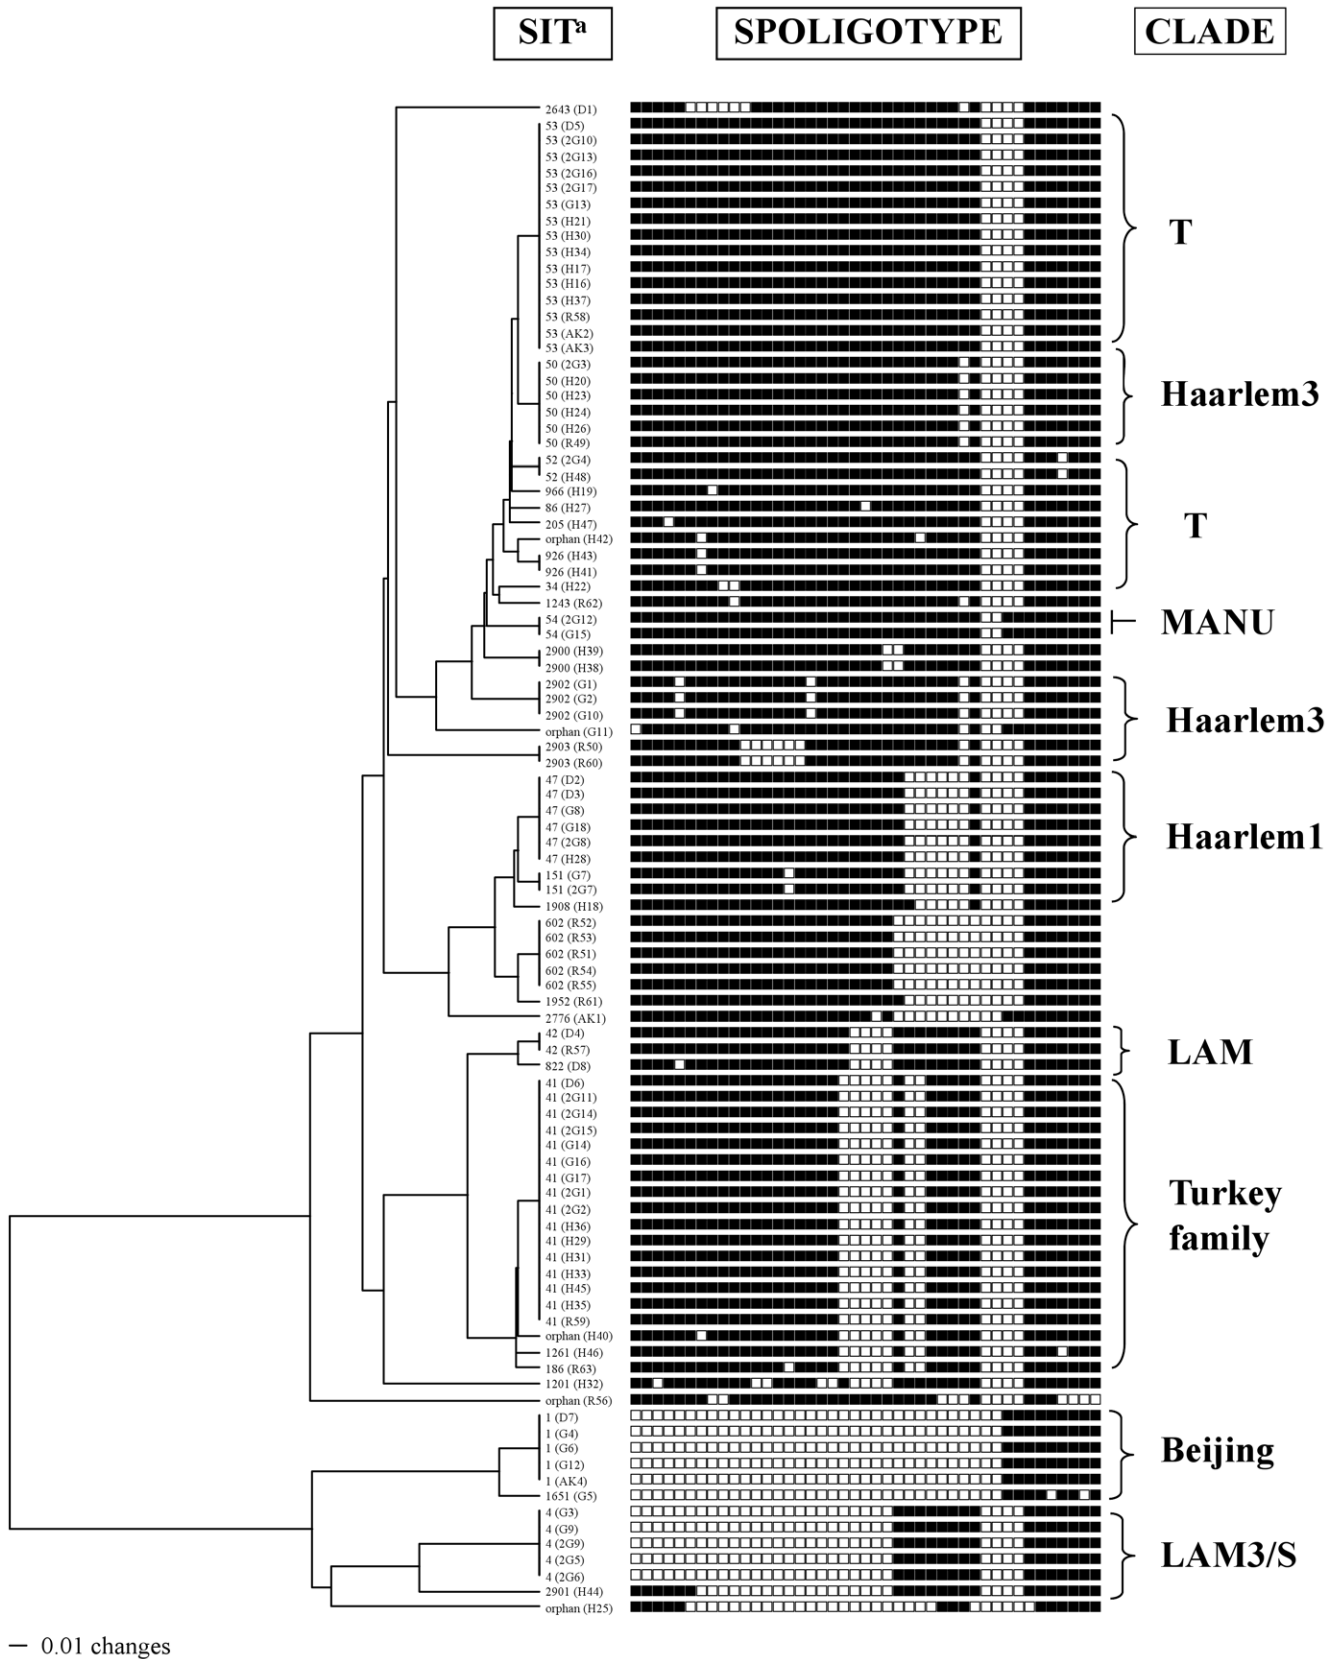 SITᵃ SPOLIGOTYPE CLADE
2643 (D1)
53 (D5)
53 (2G10)
53 (2G13)
53 (2G16)
53 (2G17)
53 (G13)
53 (H21)
53 (H30)
53 (H34)
53 (H17)
53 (H16)
53 (H37)
53 (R58)
53 (AK2)
53 (AK3)
T
50 (2G3)
50 (H20)
50 (H23)
50 (H24)
50 (H26)
50 (R49)
Haarlem3
52 (2G4)
52 (H48)
966 (H19)
86 (H27)
205 (H47)
orphan (H42)
926 (H43)
926 (H41)
34 (H22)
T
1243 (R62)
54 (2G12)
54 (G15)
MANU
2900 (H39)
2900 (H38)
2902 (G1)
2902 (G2)
2902 (G10)
orphan (G11)
2903 (R50)
2903 (R60)
Haarlem3
47 (D2)
47 (D3)
47 (G8)
47 (G18)
47 (2G8)
47 (H28)
151 (G7)
151 (2G7)
1908 (H18)
Haarlem1
602 (R52)
602 (R53)
602 (R51)
602 (R54)
602 (R55)
1952 (R61)
2776 (AK1)
42 (D4)
42 (R57)
822 (D8)
LAM
41 (D6)
41 (2G11)
41 (2G14)
41 (2G15)
41 (G14)
41 (G16)
41 (G17)
41 (2G1)
41 (2G2)
41 (H36)
41 (H29)
41 (H31)
41 (H33)
41 (H45)
41 (H35)
41 (R59)
orphan (H40)
1261 (H46)
186 (R63)
Turkey
family
1201 (H32)
orphan (R56)
1 (D7)
1 (G4)
1 (G6)
1 (G12)
1 (AK4)
1651 (G5)
Beijing
4 (G3)
4 (G9)
4 (2G9)
4 (2G5)
4 (2G6)
2901 (H44)
LAM3/S
orphan (H25)
0.01 changes